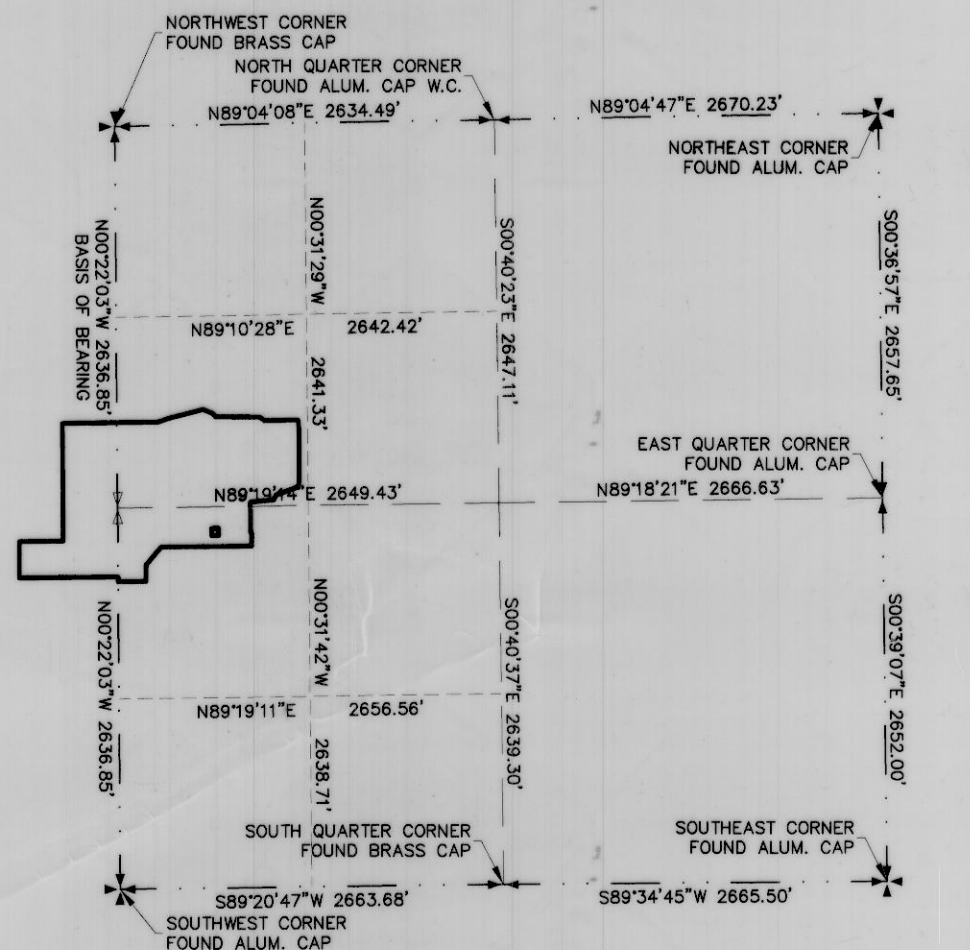 NORTHWEST CORNER
FOUND BRASS CAP
NORTH QUARTER CORNER
FOUND ALUM. CAP W.C.
N89°04'08"E 2634.49'
N89°04'47"E 2670.23'
NORTHEAST CORNER
FOUND ALUM. CAP
N00°22'03"W 2636.85'
BASIS OF BEARING
N00°31'29"W 2641.33'
S00°40'23"E 2647.11'
S00°36'57"E 2657.65'
N89°10'28"E 2642.42'
EAST QUARTER CORNER
FOUND ALUM. CAP
N89°19'14"E 2649.43'
N89°18'21"E 2666.63'
N00°22'03"W 2636.85'
N00°31'42"W 2638.71'
S00°40'37"E 2639.30'
S00°39'07"E 2652.00'
N89°19'11"E 2656.56'
SOUTH QUARTER CORNER
FOUND BRASS CAP
SOUTHEAST CORNER
FOUND ALUM. CAP
S89°20'47"W 2663.68'
S89°34'45"W 2665.50'
SOUTHWEST CORNER
FOUND ALUM. CAP